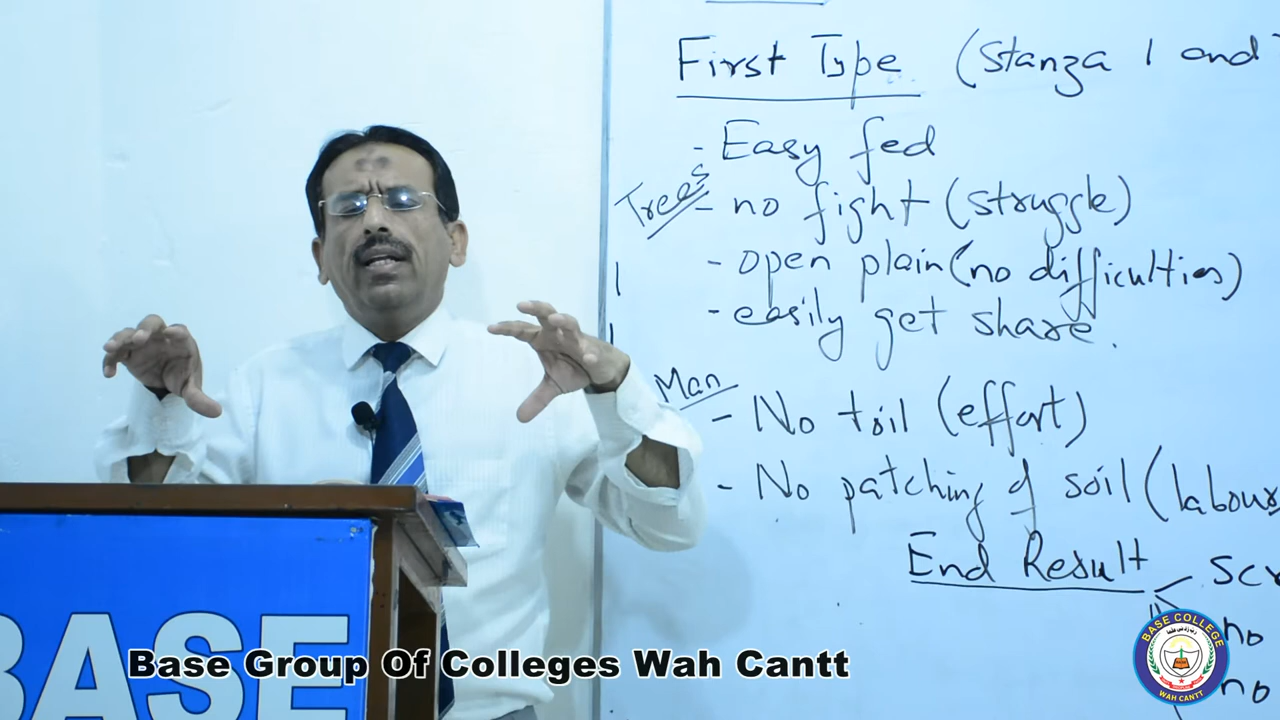 First Type (Stanza 1 and
- Easy fed
Trees
- no fight (struggle)
- open plain (no difficulties)
- easily get share.
Man
- No toil (effort)
- No patching of soil (labour
End Result
no
no
BASE
Base Group Of Colleges Wah Cantt
BASE COLLEGE
WAH CANTT